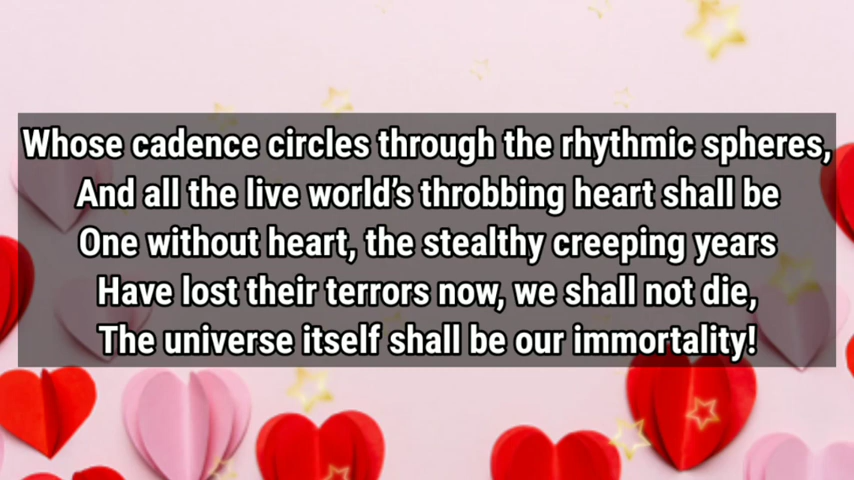 Whose cadence circles through the rhythmic spheres,
And all the live world's throbbing heart shall be
One without heart, the stealthy creeping years
Have lost their terrors now, we shall not die,
The universe itself shall be our immortality!